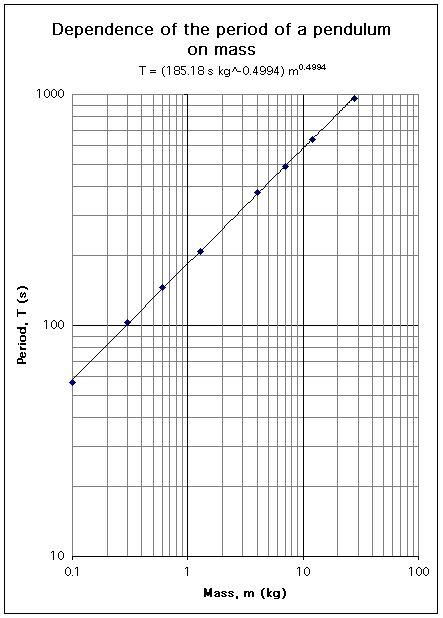 Dependence of the period of a pendulum
on mass
T = (185.18 s kg^-0.4994) m^0.4994
1000
100
10
Period, T (s)
0.1 1 10 100
Mass, m (kg)